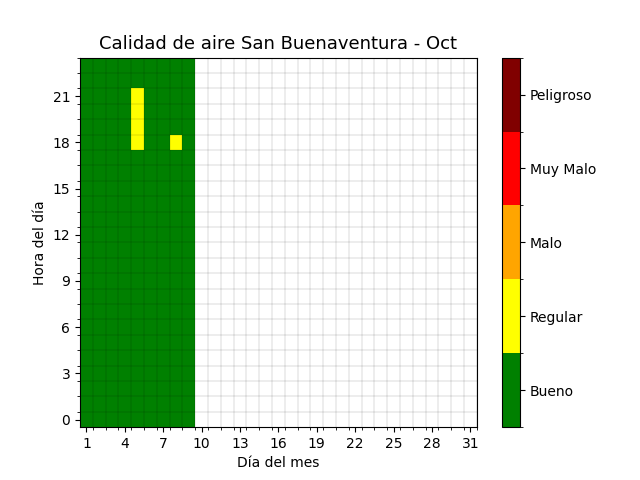 Calidad de aire San Buenaventura - Oct
Hora del día
21
18
15
12
9
6
3
0
1 4 7 10 13 16 19 22 25 28 31
Día del mes
Peligroso
Muy Malo
Malo
Regular
Bueno